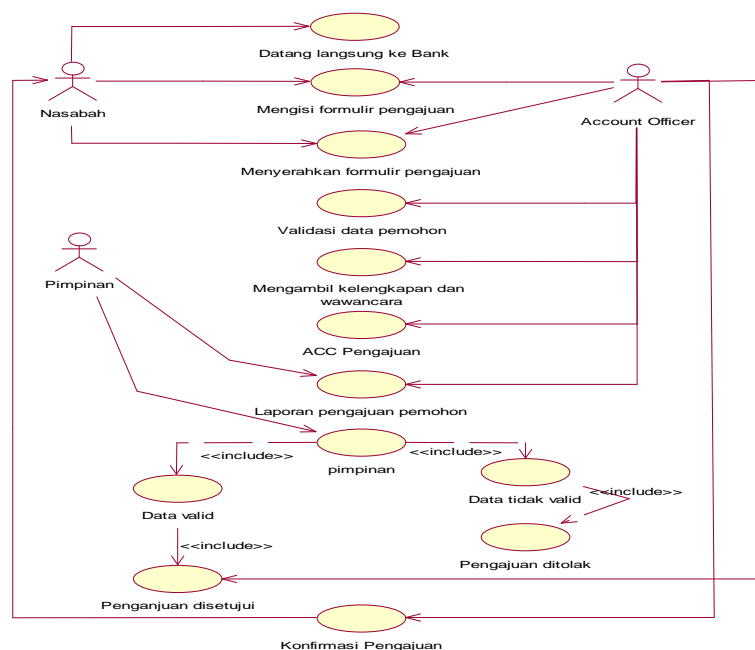 Datang langsung ke Bank
Nasabah
Mengisi formulir pengajuan
Account Officer
Menyerahkan formulir pengajuan
Validasi data pemohon
Pimpinan
Mengambil kelengkapan dan
wawancara
ACC Pengajuan
Laporan pengajuan pemohon
pimpinan
<<include>>
<<include>>
Data valid
Data tidak valid
<<include>>
<<include>>
Pengajuan ditolak
Penganjuan disetujui
Konfirmasi Pengajuan